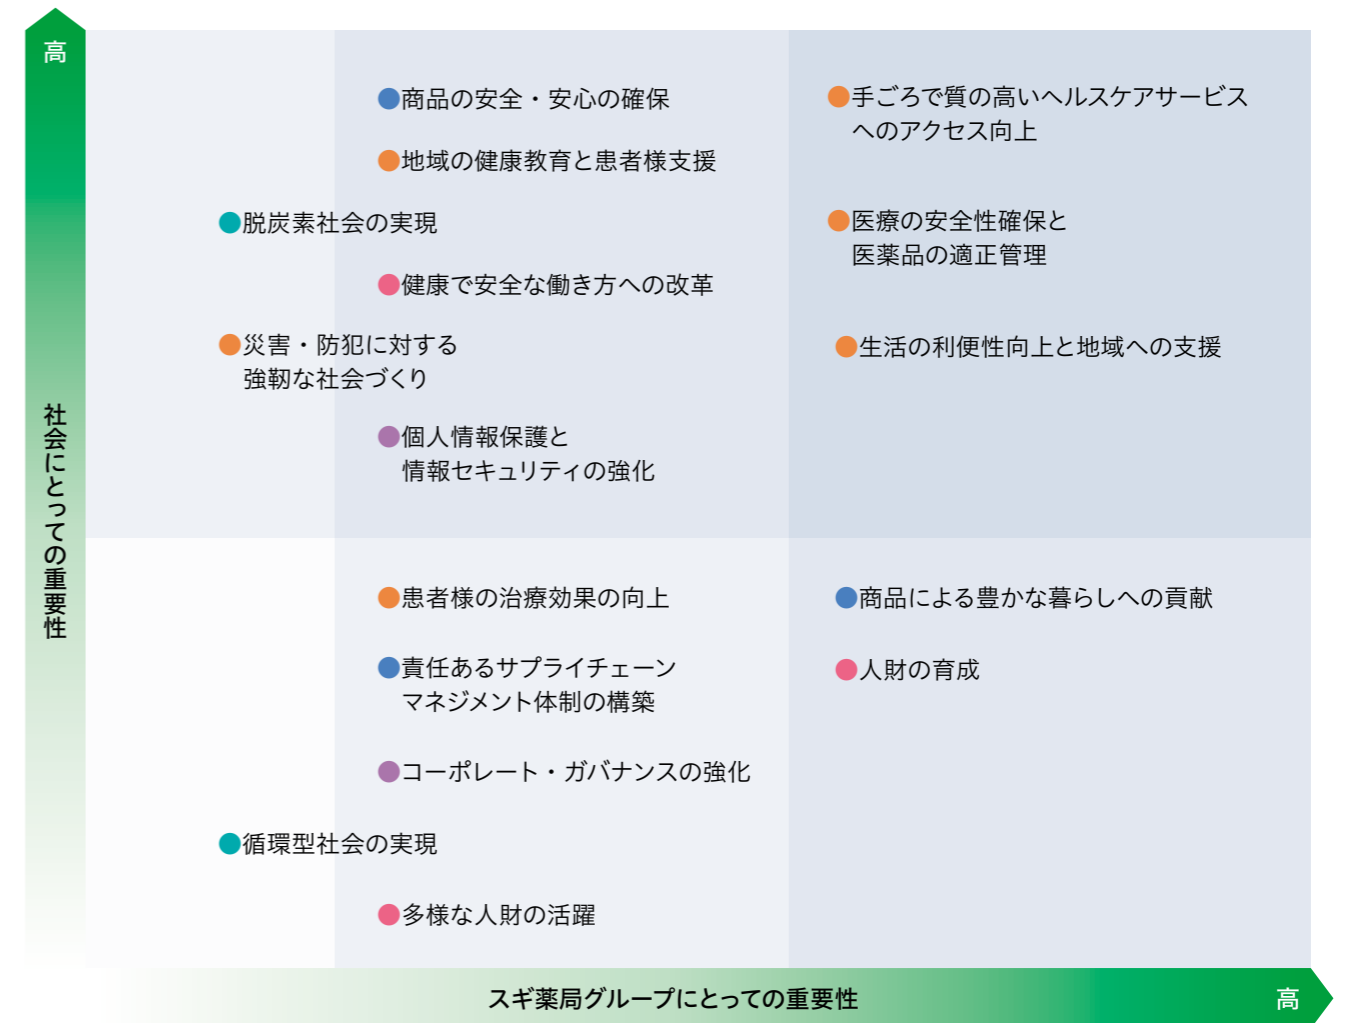 高
社会にとっての重要性
商品の安全・安心の確保
地域の健康教育と患者様支援
脱炭素社会の実現
健康で安全な働き方への改革
災害・防犯に対する
強靭な社会づくり
個人情報保護と
情報セキュリティの強化
手ごろで質の高いヘルスケアサービス
へのアクセス向上
医療の安全性確保と
医薬品の適正管理
生活の利便性向上と地域への支援
患者様の治療効果の向上
責任あるサプライチェーン
マネジメント体制の構築
コーポレート・ガバナンスの強化
循環型社会の実現
多様な人財の活躍
商品による豊かな暮らしへの貢献
人財の育成
スギ薬局グループにとっての重要性
高